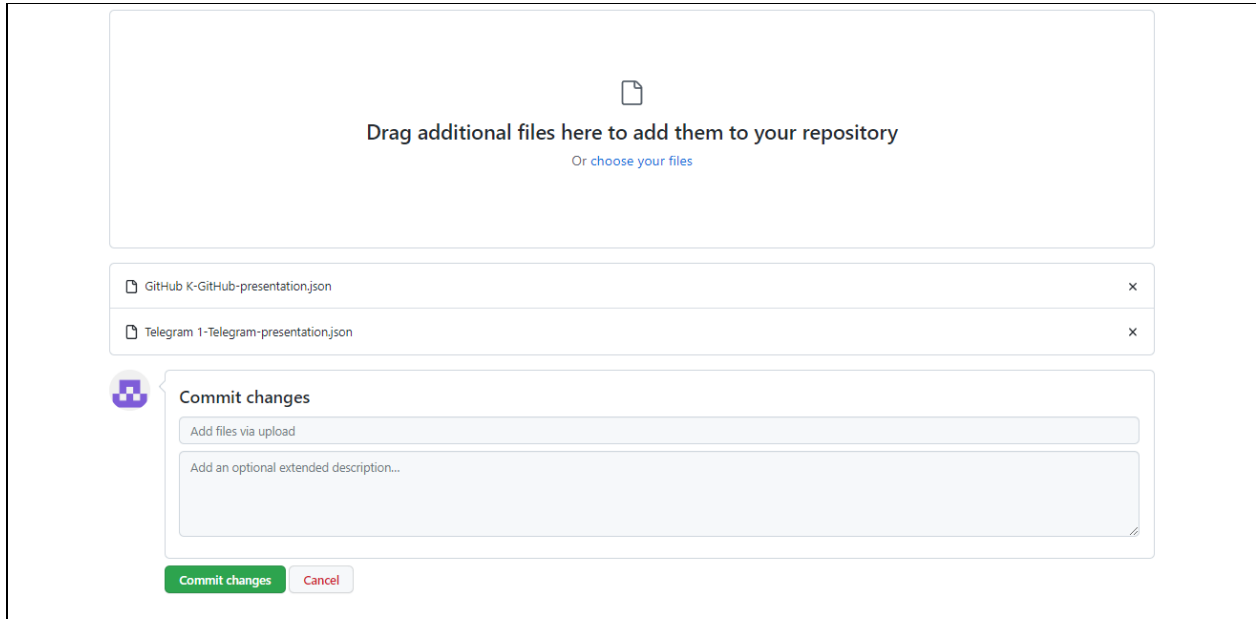 Drag additional files here to add them to your repository
Or choose your files
GitHub K-GitHub-presentation.json
Telegram 1-Telegram-presentation.json
Commit changes
Add files via upload
Add an optional extended description...
Commit changes
Cancel